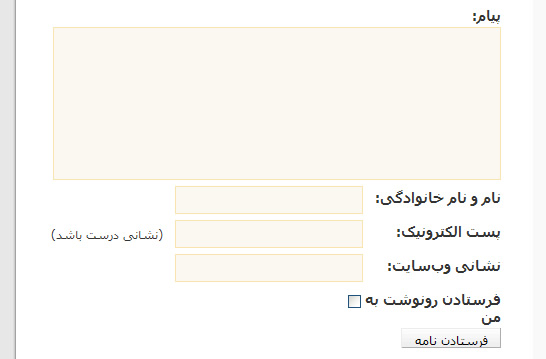 پیام:
نام و نام خانوادگی:
پست الکترونیک:
(نشانی درست باشد)
نشانی وب‌سایت:
فرستادن رونوشت به
من
فرستادن نامه